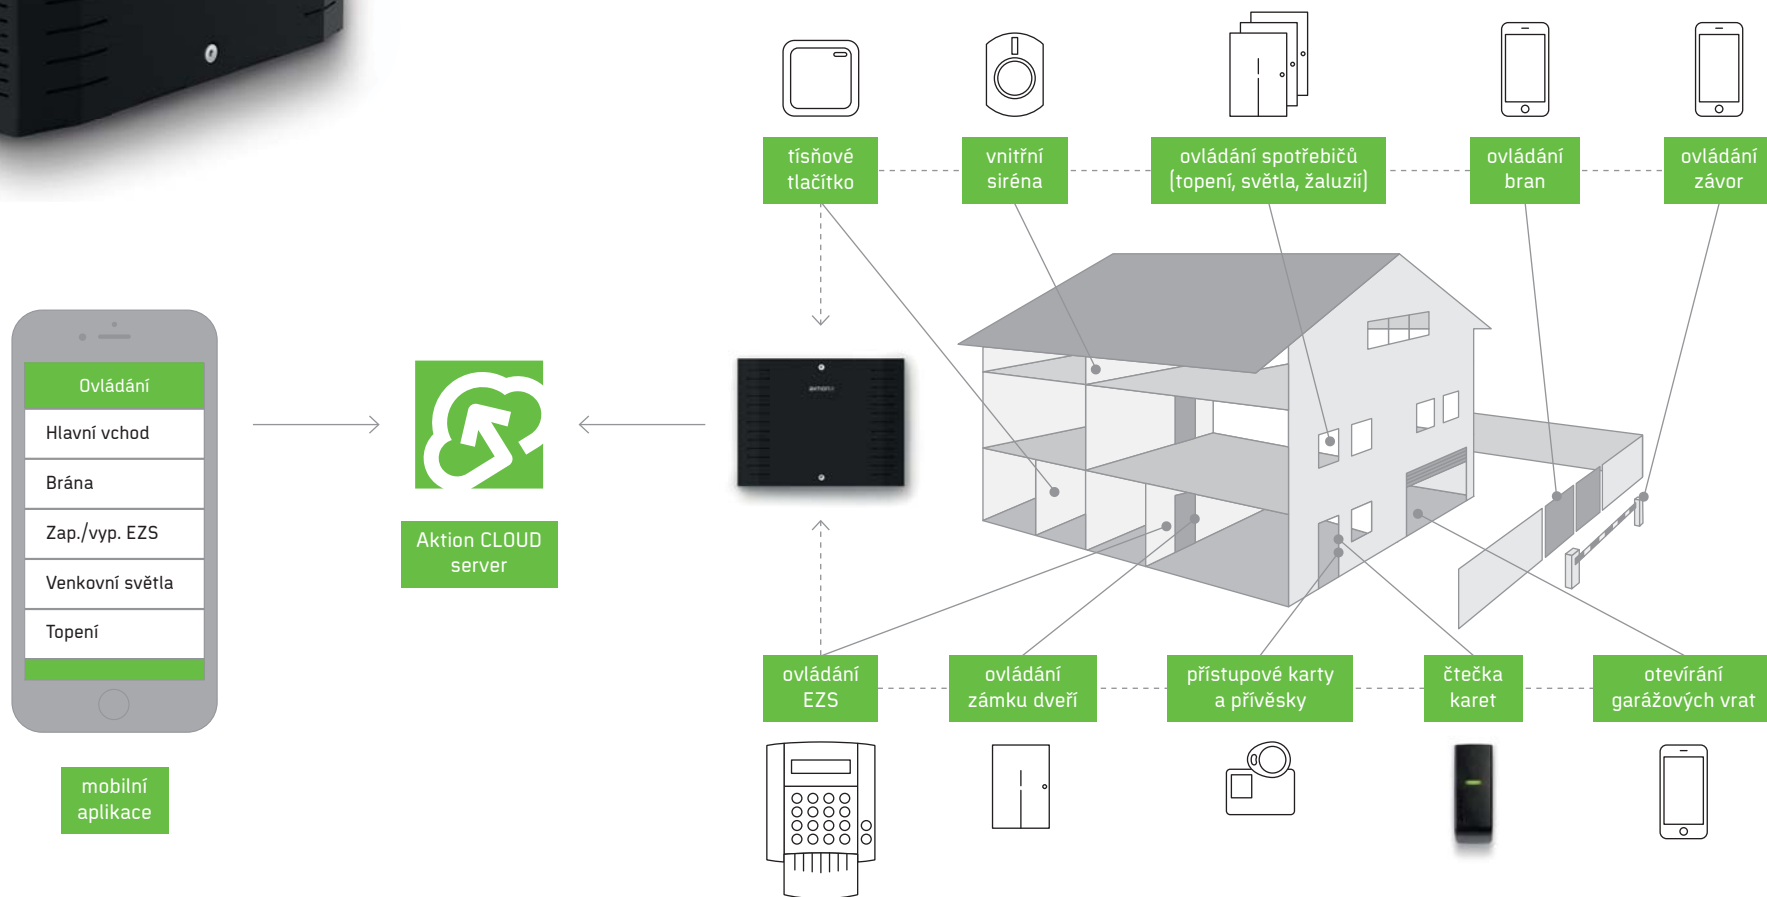 tísňové
tlačítko
vnitřní
siréna
ovládání spotřebičů
(topení, světla, žaluzií)
ovládání
bran
ovládání
závor
Ovládání
Hlavní vchod
Brána
Zap./vyp. EZS
Venkovní světla
Topení
mobilní
aplikace
Aktion CLOUD
server
ovládání
EZS
ovládání
zámku dveří
přístupové karty
a přívěsky
čtečka
karet
otevírání
garážových vrat